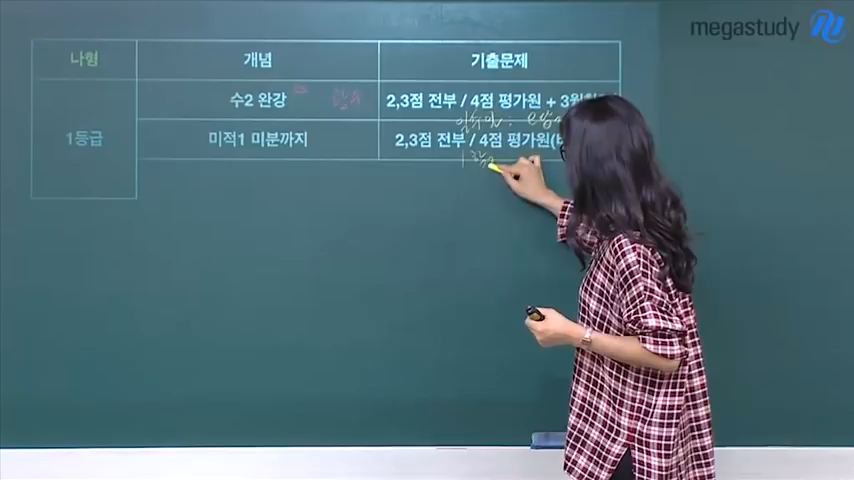 megastudy
나형 개념 기출문제
수2 완강 2,3점 전부 / 4점 평가원 + 3월
1등급 미적1 미분까지 2,3점 전부 / 4점 평가원